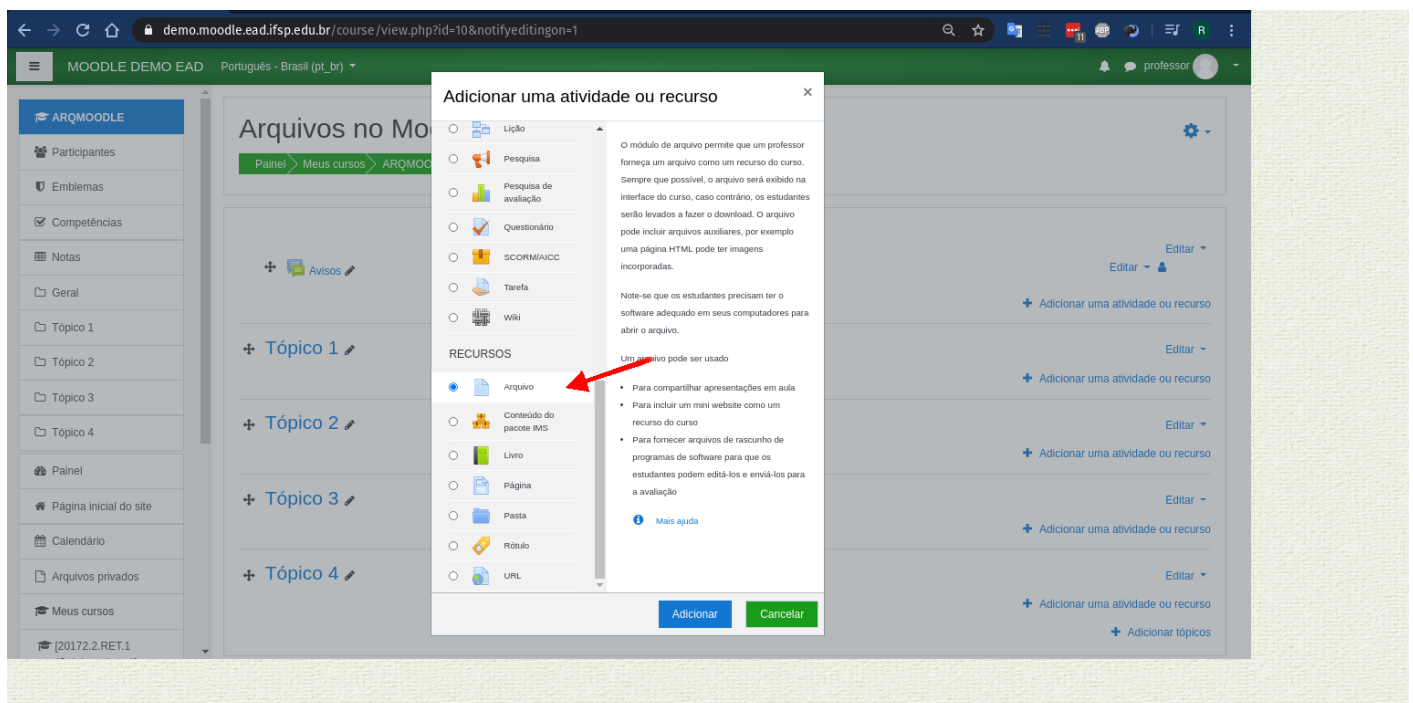 demo.moodle.ead.ifsp.edu.br/course/view.php?id=10&notifyeditingon=1
11
ABP
R
MOODLE DEMO EAD
Português - Brasil (pt_br)
professor
ARQMOODLE
Participantes
Emblemas
Competências
Notas
Geral
Tópico 1
Tópico 2
Tópico 3
Tópico 4
Painel
Página inicial do site
Calendário
Arquivos privados
Meus cursos
[20172.2.RET.1
Arquivos no Mo
Painel
Meus cursos
ARQMOO
Avisos
Editar
Editar
Adicionar uma atividade ou recurso
Tópico 1
Editar
Adicionar uma atividade ou recurso
Tópico 2
Editar
Adicionar uma atividade ou recurso
Tópico 3
Editar
Adicionar uma atividade ou recurso
Tópico 4
Editar
Adicionar uma atividade ou recurso
Adicionar tópicos
Adicionar uma atividade ou recurso
×
Lição
Pesquisa
Pesquisa de
avaliação
Questionário
SCORM/AICC
Tarefa
Wiki
RECURSOS
Arquivo
Conteúdo do
pacote IMS
Livro
Página
Pasta
Rótulo
URL
O módulo de arquivo permite que um professor
forneça um arquivo como um recurso do curso.
Sempre que possível, o arquivo será exibido na
interface do curso, caso contrário, os estudantes
serão levados a fazer o download. O arquivo
pode incluir arquivos auxiliares, por exemplo
uma página HTML pode ter imagens
incorporadas.
Note-se que os estudantes precisam ter o
software adequado em seus computadores para
abrir o arquivo.
Um arquivo pode ser usado
• Para compartilhar apresentações em aula
• Para incluir um mini website como um
recurso do curso
• Para fornecer arquivos de rascunho de
programas de software para que os
estudantes podem editá-los e enviá-los para
a avaliação
Mais ajuda
Adicionar
Cancelar